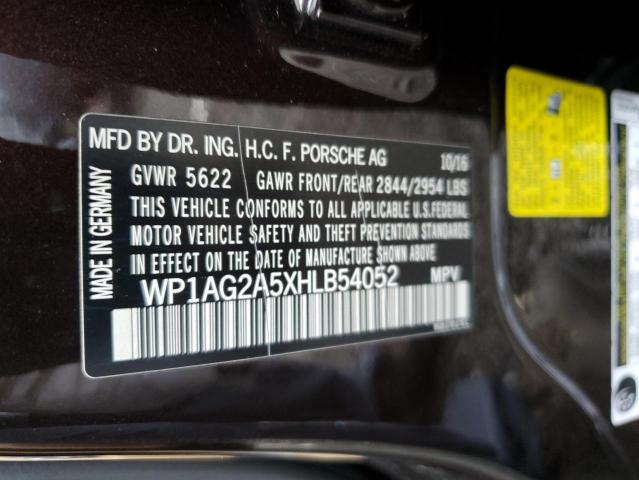 MFD BY DR. ING. H.C. F. PORSCHE AG 10/16
GVWR 5622 GAWR FRONT/REAR 2844/2954 LBS
THIS VEHICLE CONFORMS TO ALL APPLICABLE U.S.FEDERAL
MOTOR VEHICLE SAFETY AND THEFT PREVENTION STANDARDS
IN EFFECT ON THE DATE OF MANUFACTURE SHOWN ABOVE
WP1AG2A5XHLB54052 MPV
MADE IN GERMANY